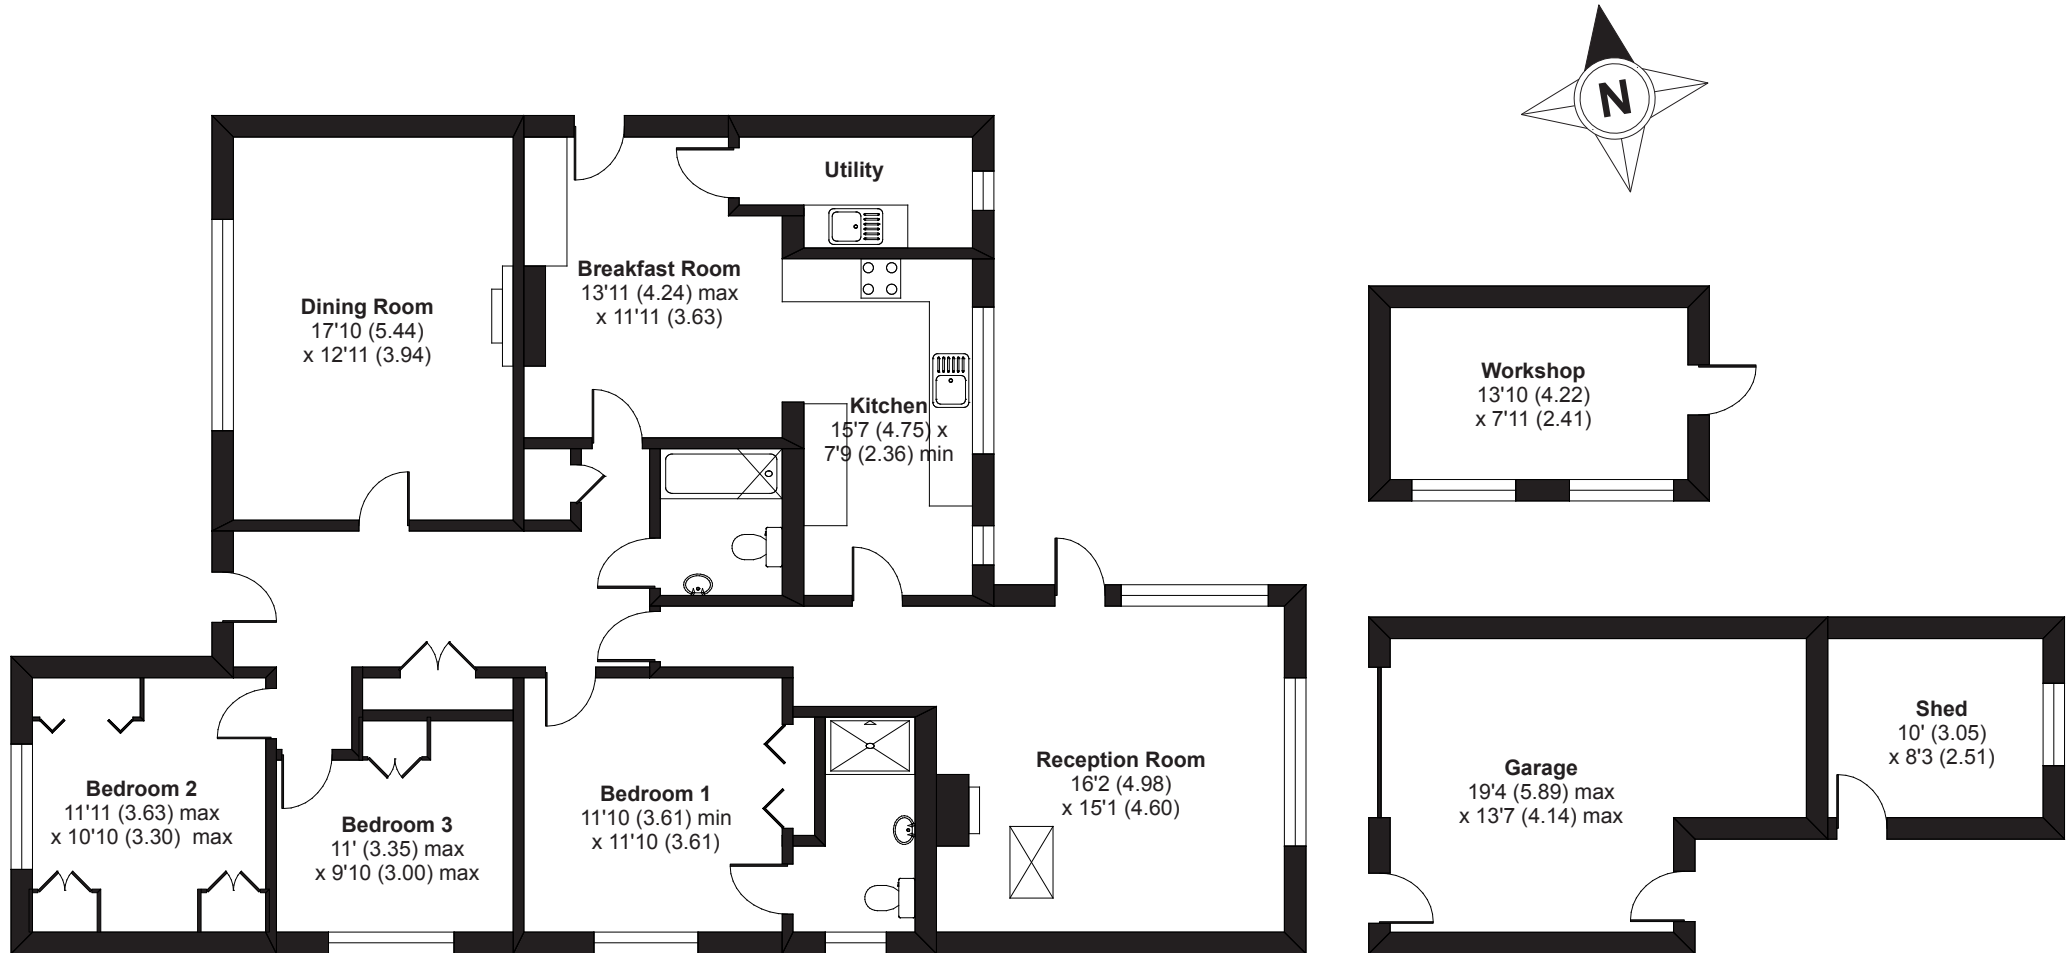 N
Utility
Breakfast Room
13'11 (4.24) max
x 11'11 (3.63)
Dining Room
17'10 (5.44)
x 12'11 (3.94)
Kitchen
15'7 (4.75) x
7'9 (2.36) min
Workshop
13'10 (4.22)
x 7'11 (2.41)
Bedroom 2
11'11 (3.63) max
x 10'10 (3.30) max
Bedroom 3
11' (3.35) max
x 9'10 (3.00) max
Bedroom 1
11'10 (3.61) min
x 11'10 (3.61)
Reception Room
16'2 (4.98)
x 15'1 (4.60)
Garage
19'4 (5.89) max
x 13'7 (4.14) max
Shed
10' (3.05)
x 8'3 (2.51)